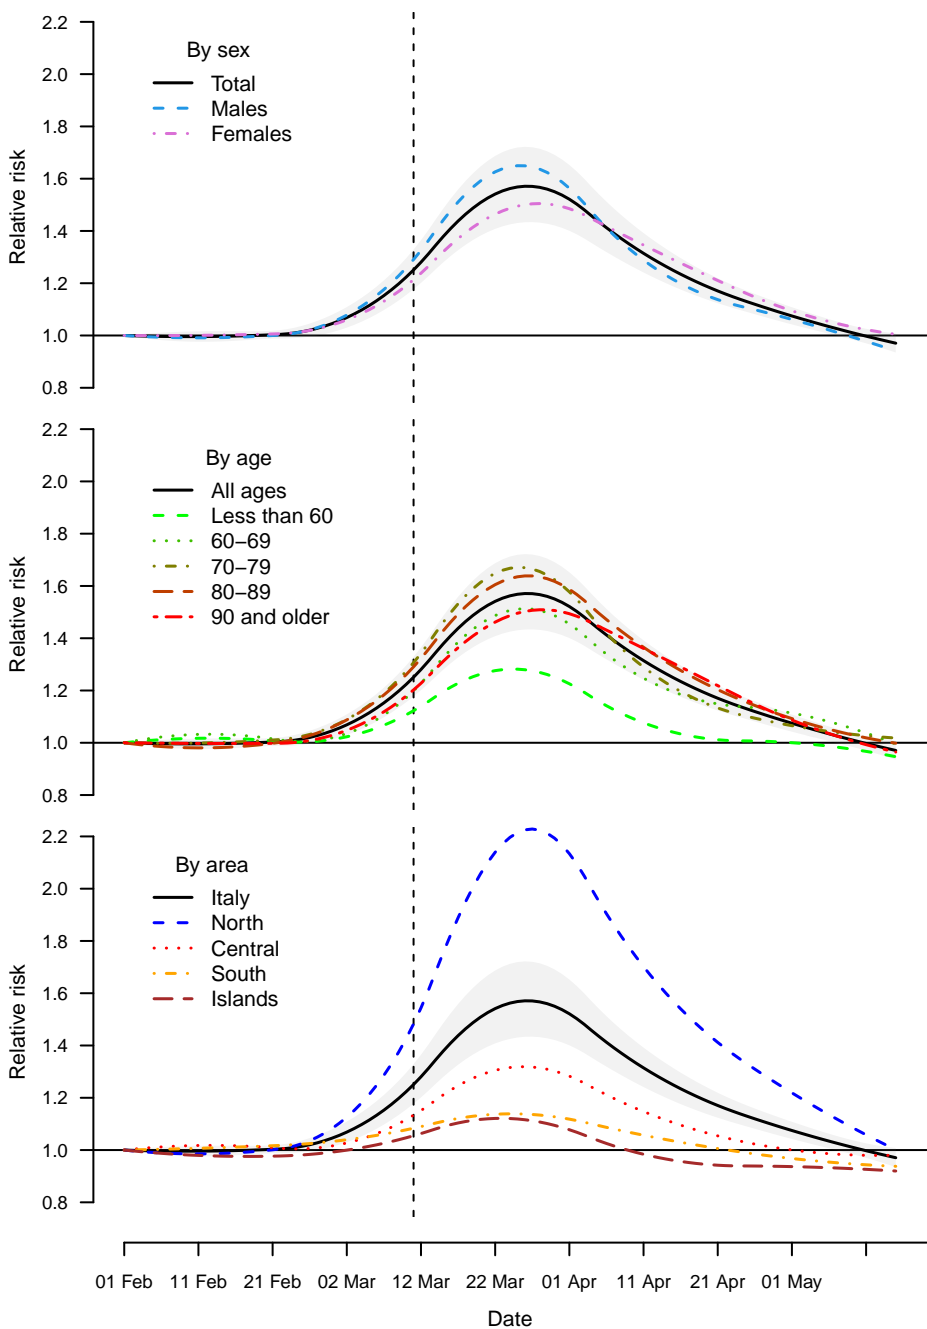 2.2
2.0
1.8
1.6
1.4
1.2
1.0
0.8
Relative risk
By sex
Total
Males
Females
2.2
2.0
1.8
1.6
1.4
1.2
1.0
0.8
Relative risk
By age
All ages
Less than 60
60−69
70−79
80−89
90 and older
2.2
2.0
1.8
1.6
1.4
1.2
1.0
0.8
Relative risk
By area
Italy
North
Central
South
Islands
01 Feb 11 Feb 21 Feb 02 Mar 12 Mar 22 Mar 01 Apr 11 Apr 21 Apr 01 May
Date